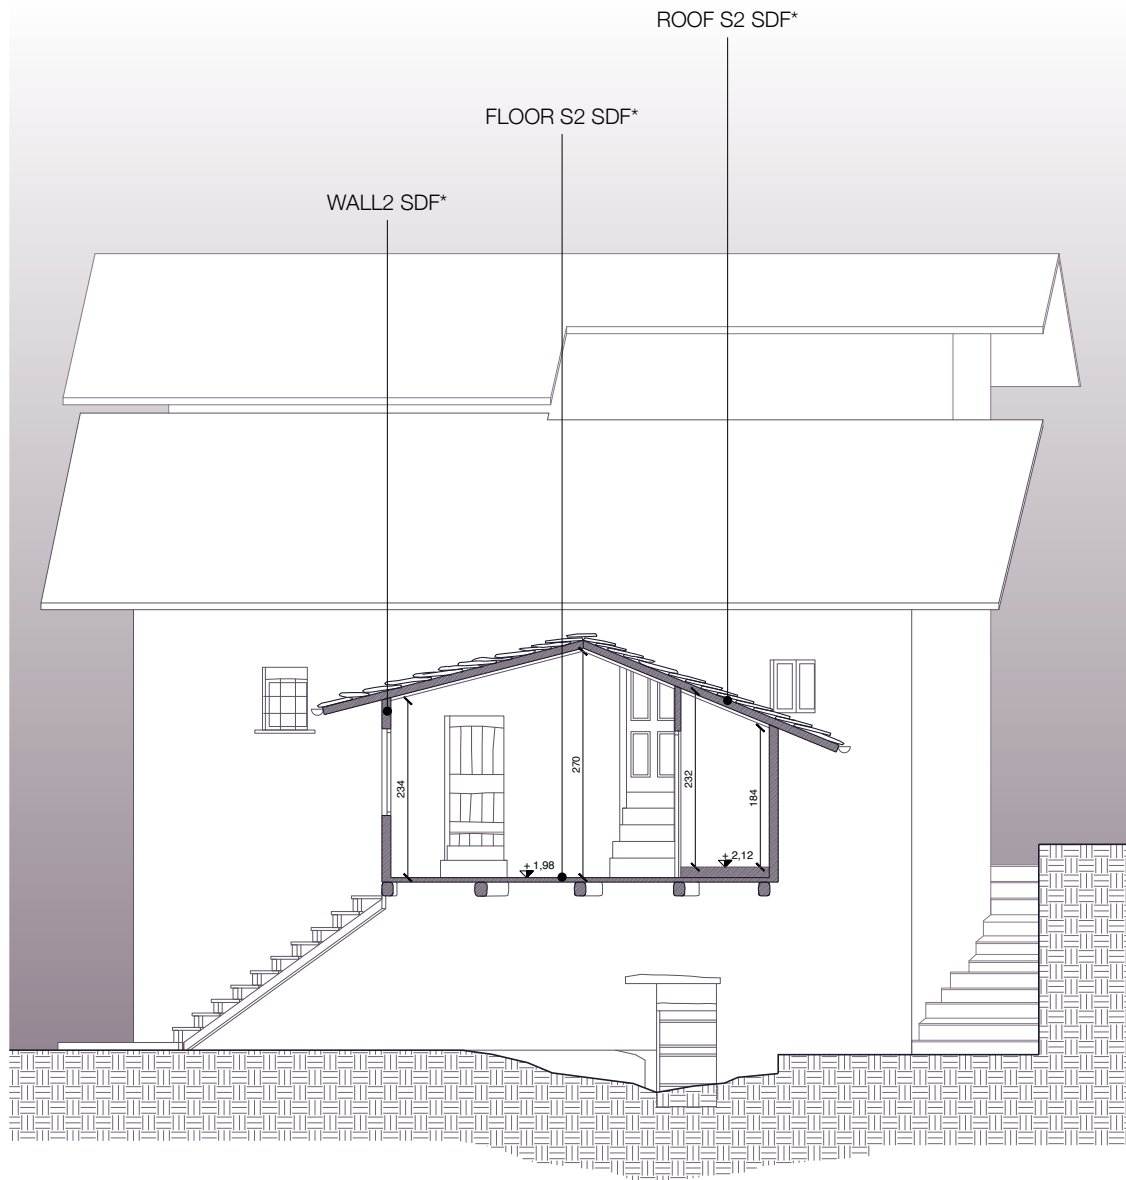 ROOF S2 SDF*
FLOOR S2 SDF*
WALL2 SDF*
234
270
232
184
+ 1,98
+ 2,12